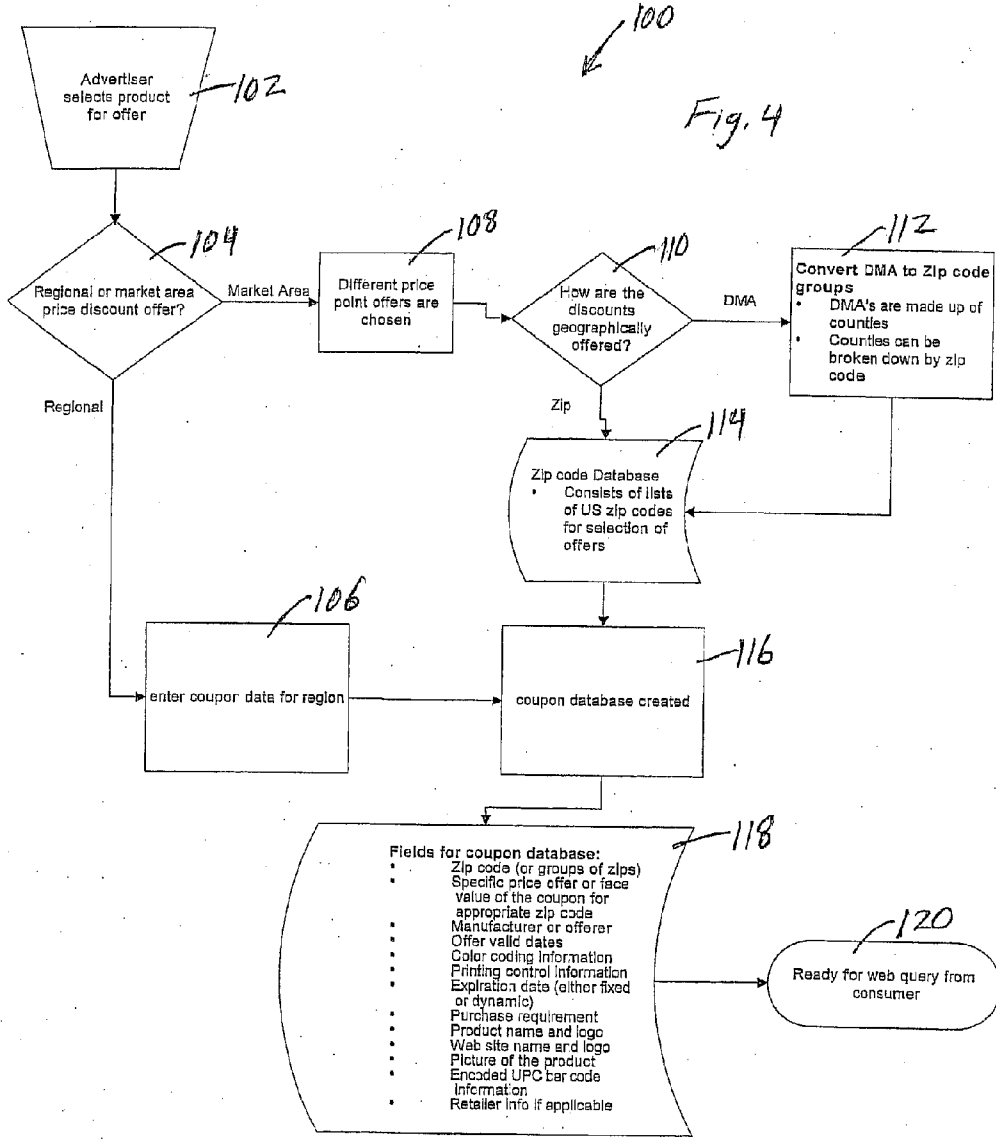 100
Fig. 4
Advertiser
selects product
for offer
102
104
Regional or market area
price discount offer?
Market Area
Regional
108
Different price
point offers are
chosen
110
How are the
discounts
geographically
offered?
DMA
Zip
112
Convert DMA to Zip code
groups
• DMA's are made up of
counties
• Counties can be
broken down by zip
code
114
Zip code Database
• Consists of lists
of US zip codes
for selection of
offers
106
enter coupon data for region
116
coupon database created
118
Fields for coupon database:
• Zip code (or groups of zips)
• Specific price offer or face
value of the coupon for
appropriate zip code
• Manufacturer or offerer
• Offer valid dates
• Color coding information
• Printing control information
• Expiration date (either fixed
or dynamic)
• Purchase requirement
• Product name and logo
• Web site name and logo
• Picture of the product
• Encoded UPC bar code
information
• Retailer info if applicable
120
Ready for web query from
consumer